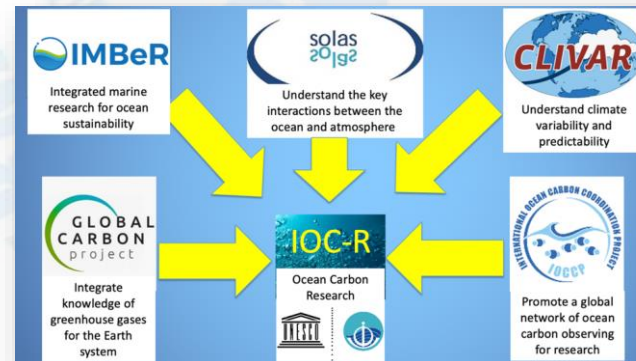 IMBeR
Integrated marine
research for ocean
sustainability
solas
solas
Understand the key
interactions between the
ocean and atmosphere
CLIVAR
Understand climate
variability and
predictability
GLOBAL
CARBON
project
Integrate
knowledge of
greenhouse gases
for the Earth
system
IOC-R
Ocean Carbon
Research
UNESCO
INTERNATIONAL OCEAN CARBON COORDINATION PROJECT
IOCCP
Promote a global
network of ocean
carbon observing
for research